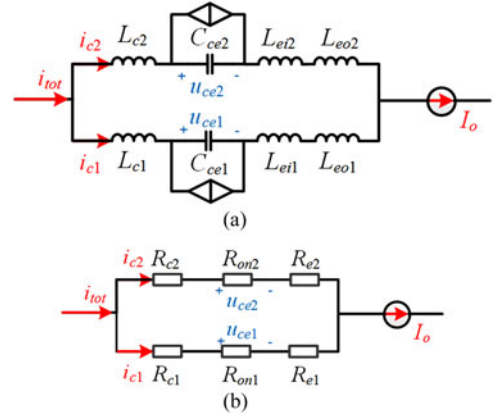 i_c2 L_c2 C_ce2 L_ei2 L_eo2
+ u_ce2 -
i_tot
+ u_ce1 -
I_o
i_c1 L_c1 C_ce1 L_ei1 L_eo1
(a)
i_c2 R_c2 R_on2 R_e2
+ u_ce2 -
i_tot
+ u_ce1 -
I_o
i_c1 R_c1 R_on1 R_e1
(b)